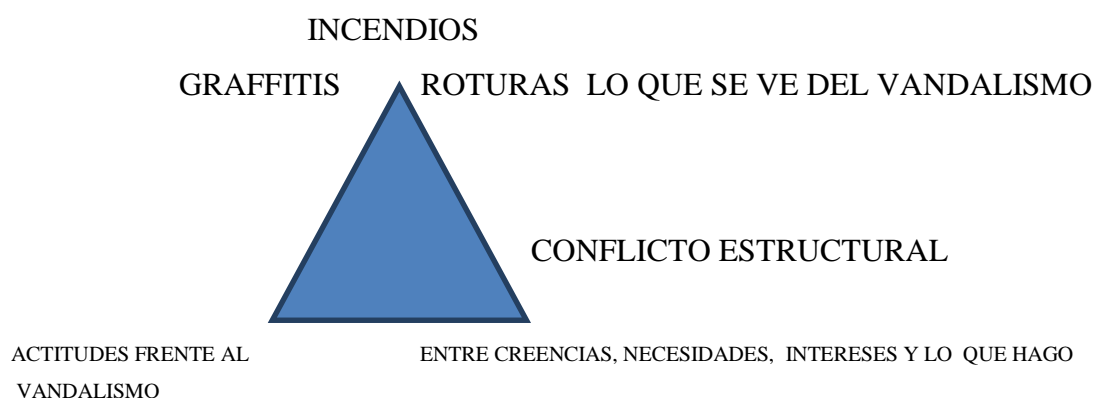 INCENDIOS
GRAFFITIS ROTURAS LO QUE SE VE DEL VANDALISMO
CONFLICTO ESTRUCTURAL
ACTITUDES FRENTE AL ENTRE CREENCIAS, NECESIDADES, INTERESES Y LO QUE HAGO
VANDALISMO